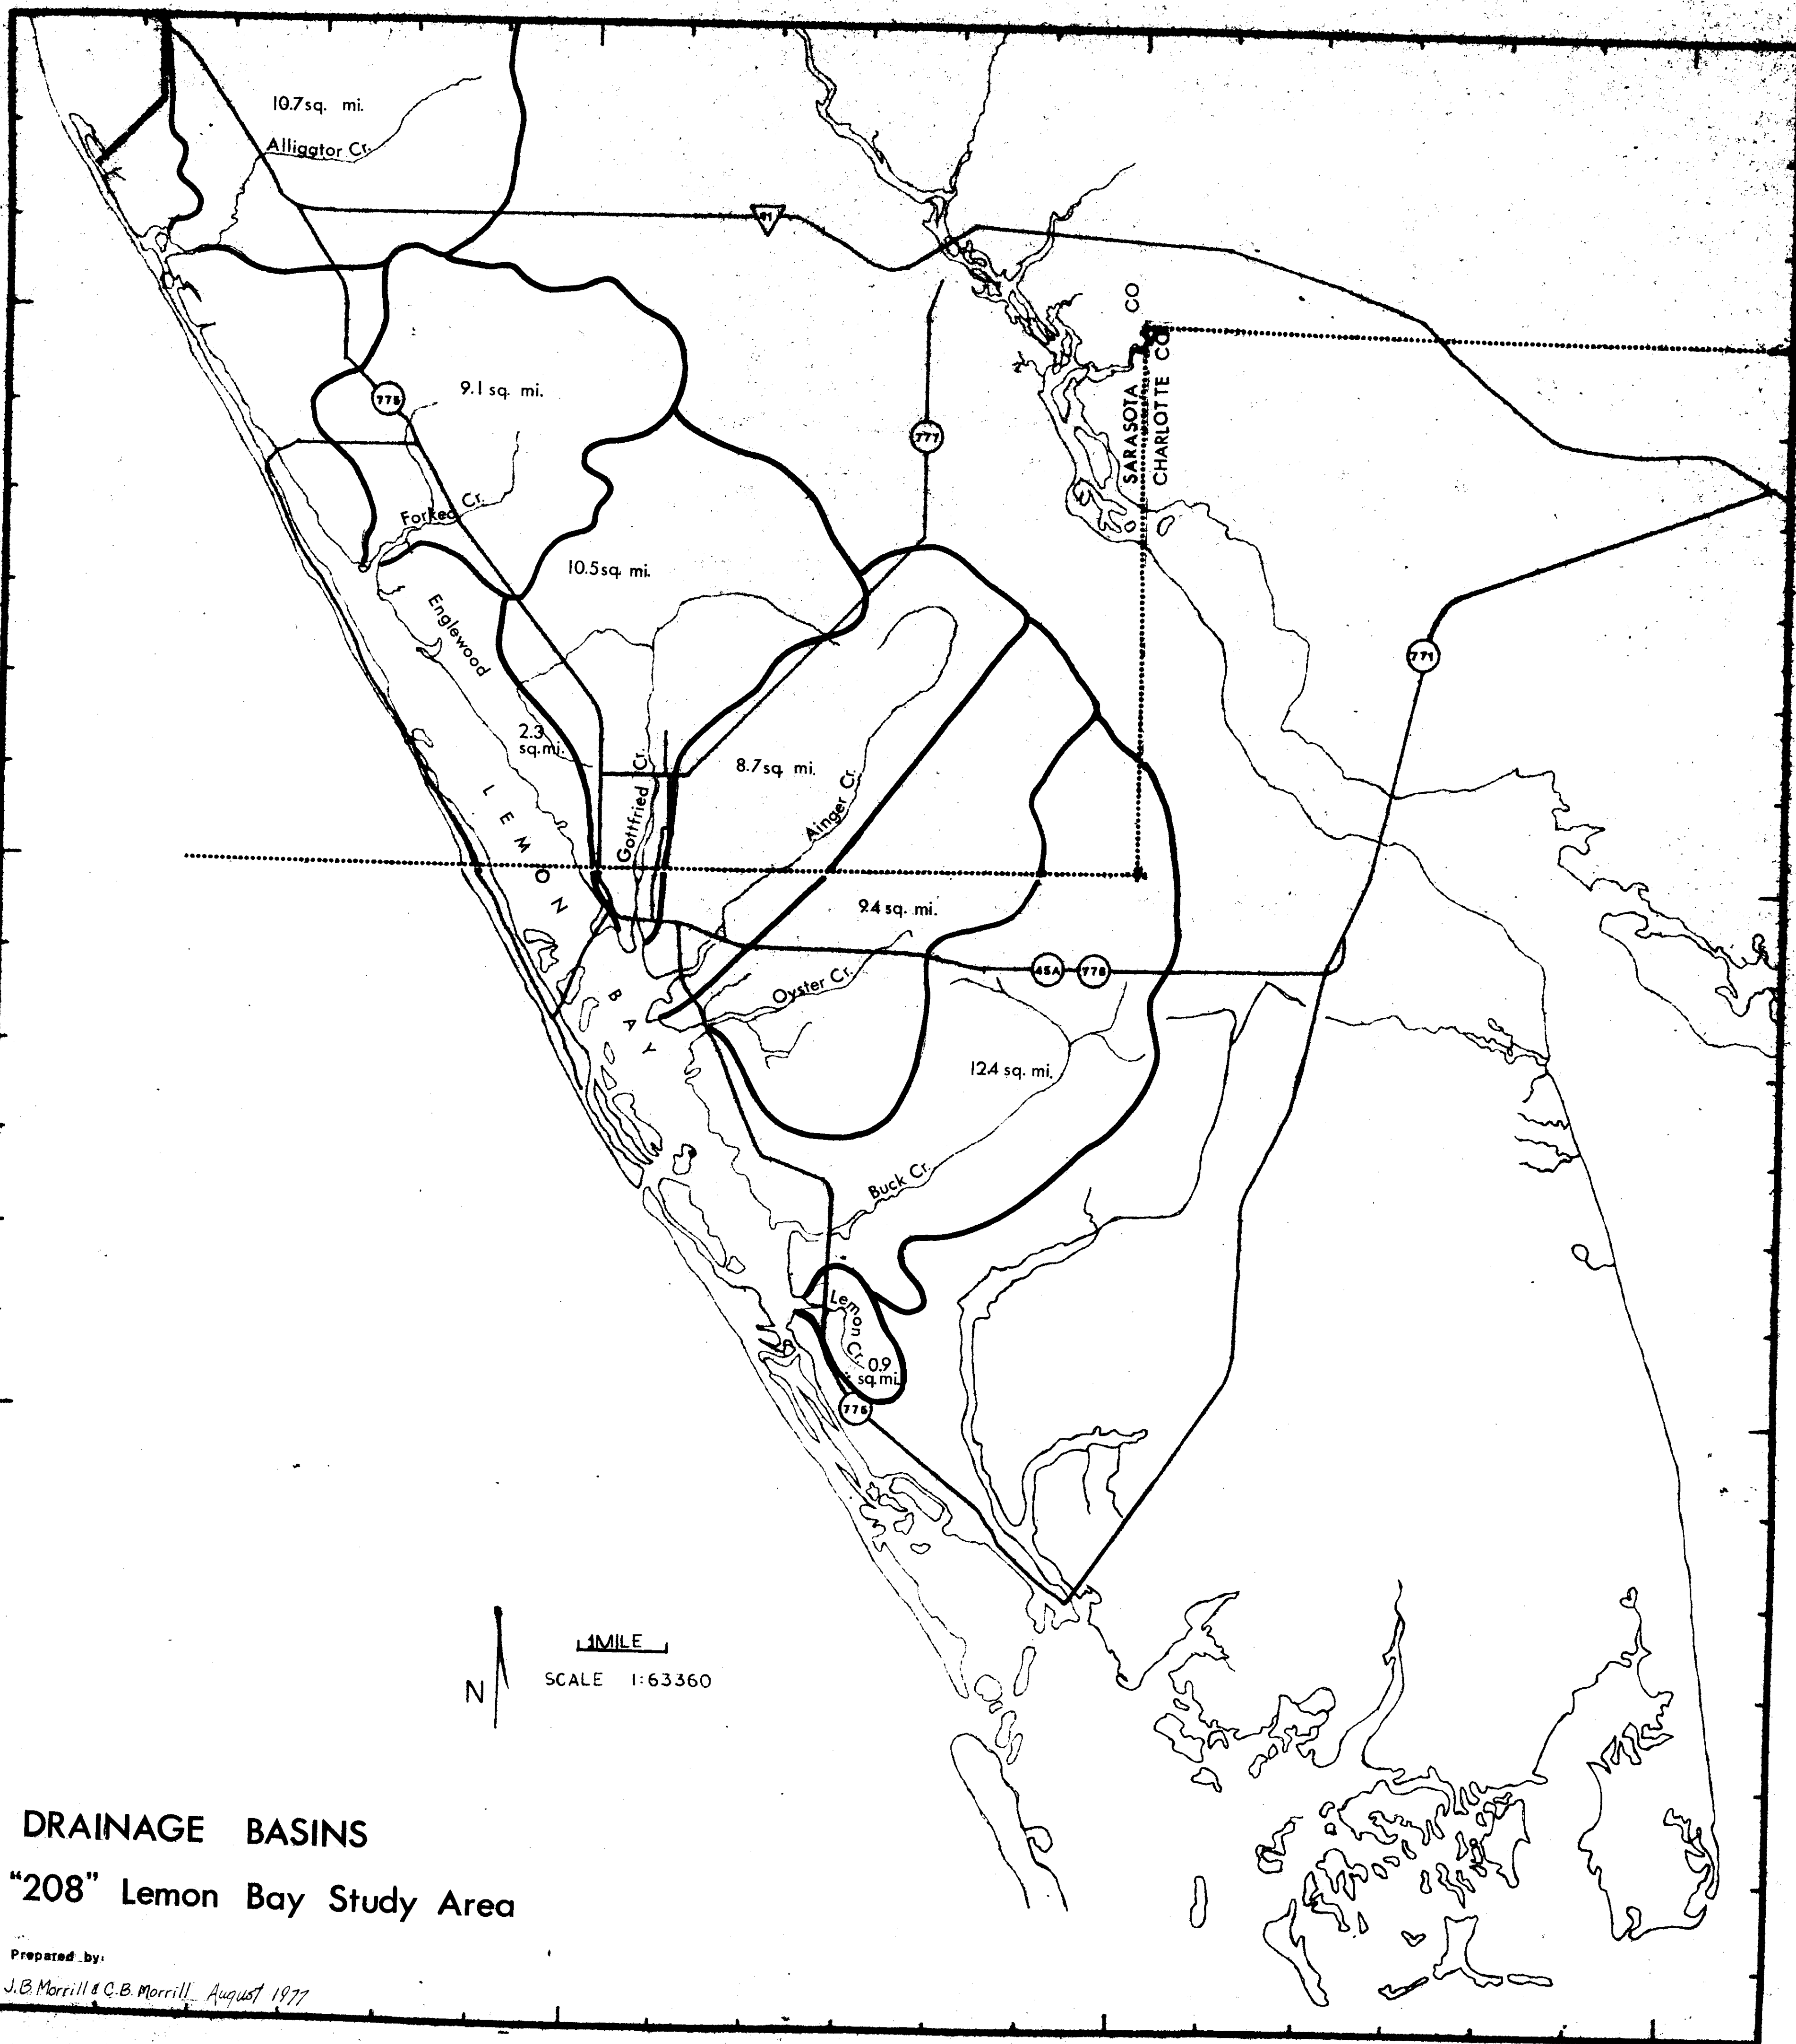 10.7 sq. mi.
Alligator Cr.
41
CO
SARASOTA
CHARLOTTE CO
9.1 sq. mi.
775
777
Forked Cr.
10.5 sq. mi.
Englewood
771
2.3
sq. mi.
Gottfried Cr.
8.7 sq. mi.
Ainger Cr.
LEMON BAY
9.4 sq. mi.
45A 776
Oyster Cr.
12.4 sq. mi.
Buck Cr.
Lemon Cr.
0.9
sq. mi.
775
1 MILE
SCALE 1:63360
N
DRAINAGE BASINS
"208" Lemon Bay Study Area
Prepared by:
J.B. Morrill & C.B. Morrill August 1977